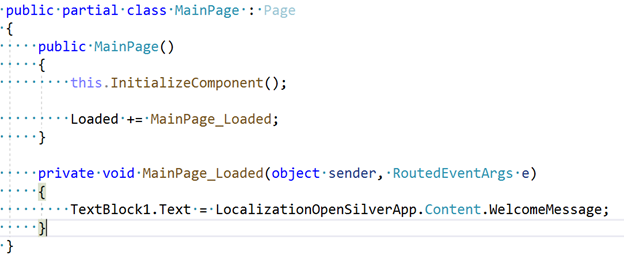 public partial class MainPage : Page
{
    public MainPage()
    {
        this.InitializeComponent();

        Loaded += MainPage_Loaded;
    }

    private void MainPage_Loaded(object sender, RoutedEventArgs e)
    {
        TextBlock1.Text = LocalizationOpenSilverApp.Content.WelcomeMessage;
    }
}